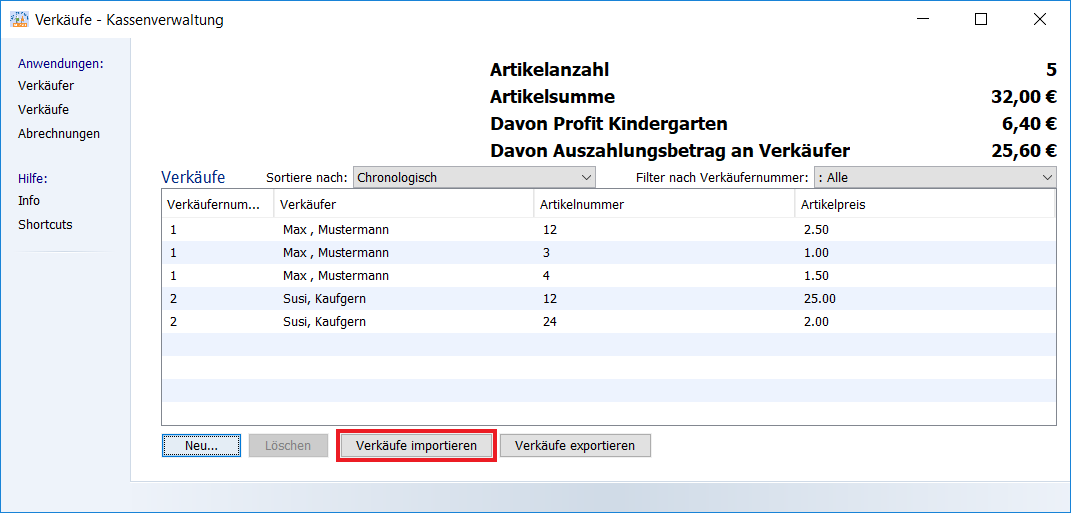 Verkäufe - Kassenverwaltung
Anwendungen:
Verkäufer
Verkäufe
Abrechnungen
Hilfe:
Info
Shortcuts
Artikelanzahl 5
Artikelsumme 32,00 €
Davon Profit Kindergarten 6,40 €
Davon Auszahlungsbetrag an Verkäufer 25,60 €
Verkäufe Sortiere nach: Chronologisch Filter nach Verkäufernummer: : Alle
Verkäufernum... Verkäufer Artikelnummer Artikelpreis
1 Max , Mustermann 12 2.50
1 Max , Mustermann 3 1.00
1 Max , Mustermann 4 1.50
2 Susi, Kaufgern 12 25.00
2 Susi, Kaufgern 24 2.00
Neu... Löschen Verkäufe importieren Verkäufe exportieren